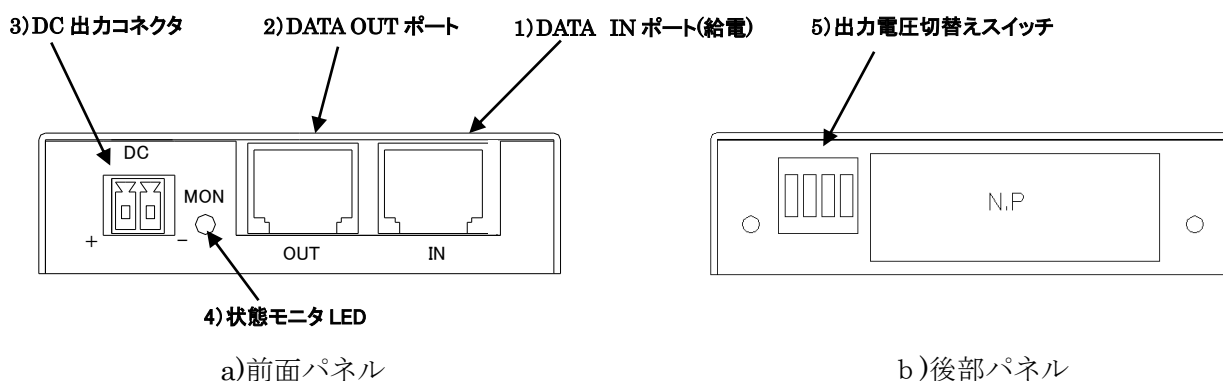 3)DC 出力コネクタ
2)DATA OUT ポート
1)DATA IN ポート(給電)
5)出力電圧切替えスイッチ
DC
MON
+
-
OUT
IN
N.P
4)状態モニタ LED
a)前面パネル
b)後部パネル